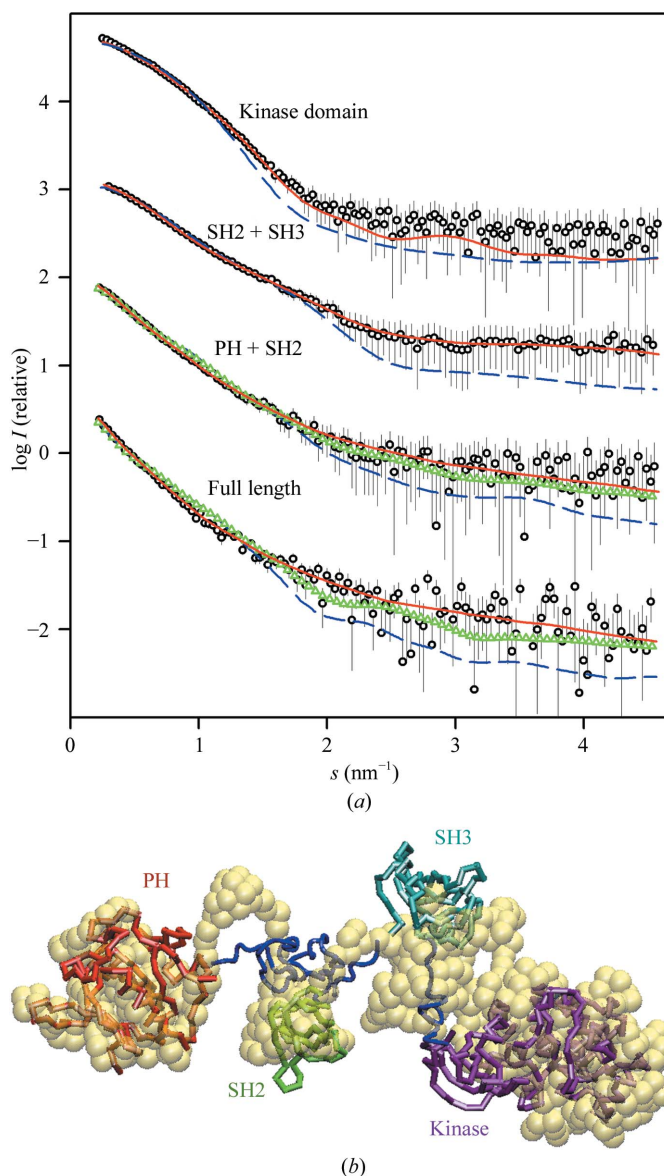 4
Kinase domain
3
SH2 + SH3
2
PH + SH2
1
log I (relative)
0
Full length
−1
−2
0 1 2 3 4
s (nm⁻¹)
(a)
SH3
PH
SH2
Kinase
(b)